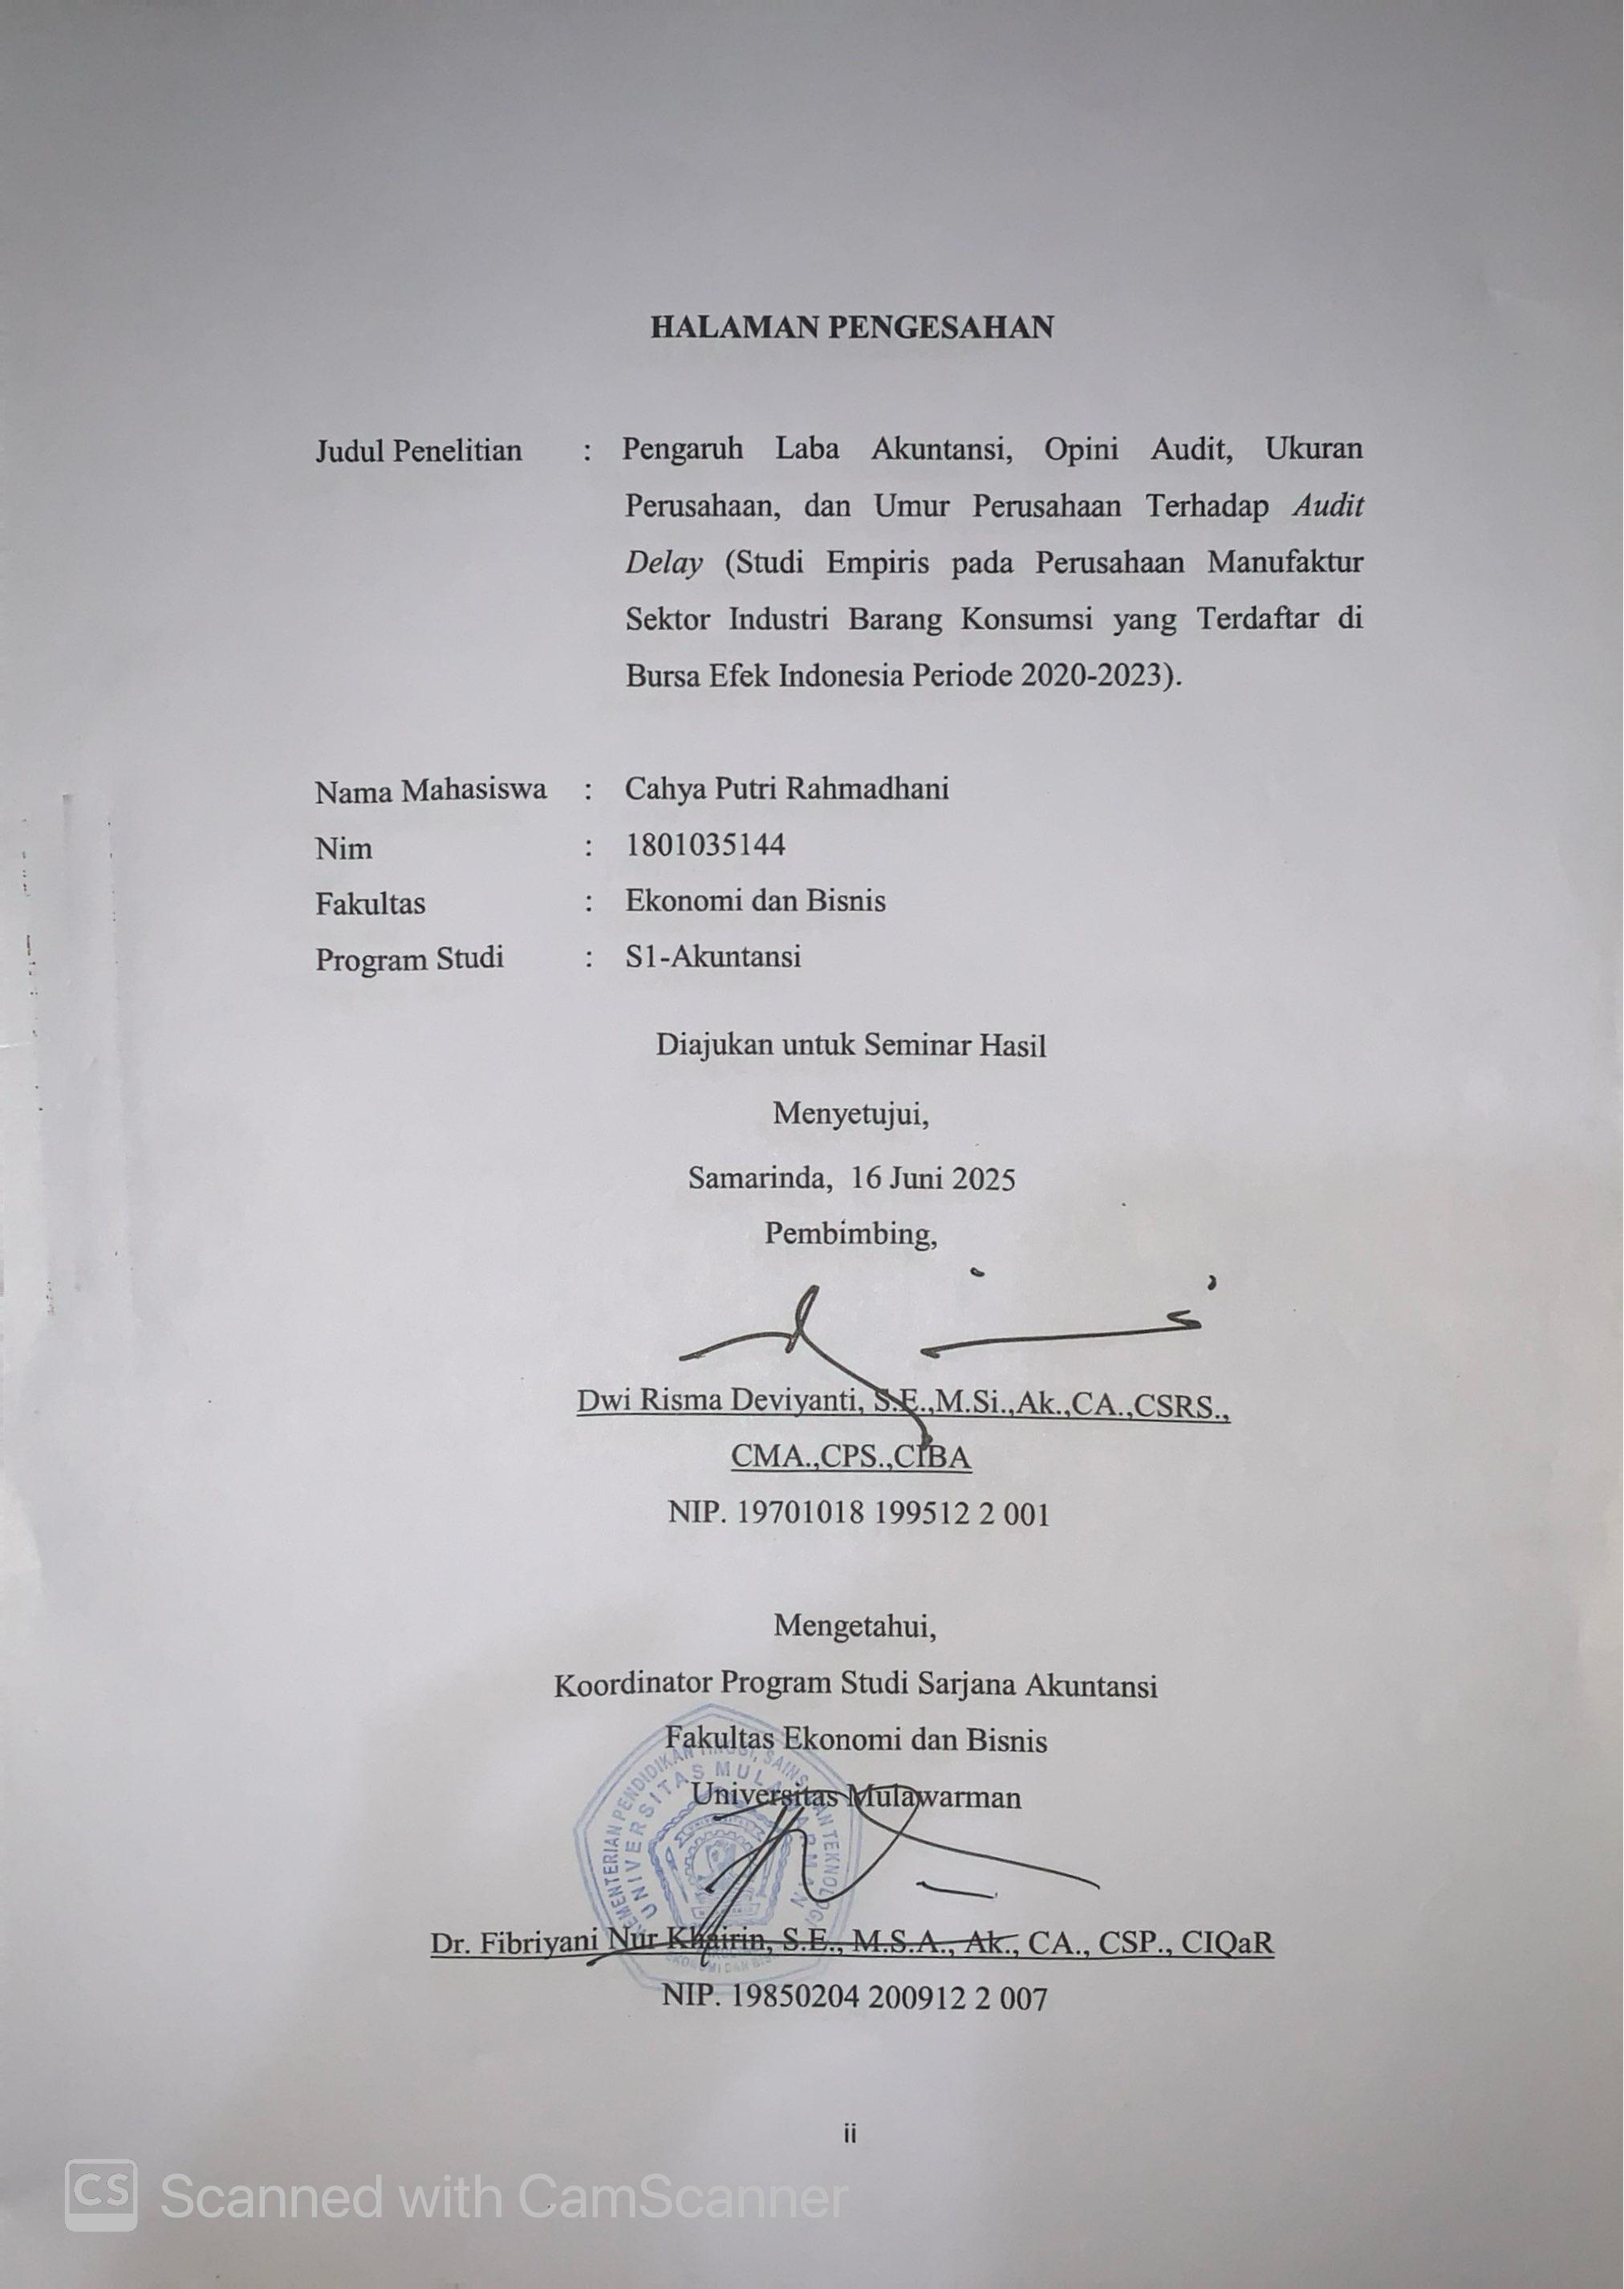 HALAMAN PENGESAHAN
Judul Penelitian : Pengaruh Laba Akuntansi, Opini Audit, Ukuran
Perusahaan, dan Umur Perusahaan Terhadap Audit
Delay (Studi Empiris pada Perusahaan Manufaktur
Sektor Industri Barang Konsumsi yang Terdaftar di
Bursa Efek Indonesia Periode 2020-2023).
Nama Mahasiswa : Cahya Putri Rahmadhani
Nim : 1801035144
Fakultas : Ekonomi dan Bisnis
Program Studi : S1-Akuntansi
Diajukan untuk Seminar Hasil
Menyetujui,
Samarinda, 16 Juni 2025
Pembimbing,
Dwi Risma Deviyanti, S.E.,M.Si.,Ak.,CA.,CSRS.,
CMA.,CPS.,CIBA
NIP. 19701018 199512 2 001
Mengetahui,
Koordinator Program Studi Sarjana Akuntansi
Fakultas Ekonomi dan Bisnis
Universitas Mulawarman
Dr. Fibriyani Nur Khairin, S.E., M.S.A., Ak., CA., CSP., CIQaR
NIP. 19850204 200912 2 007
ii
CS Scanned with CamScanner